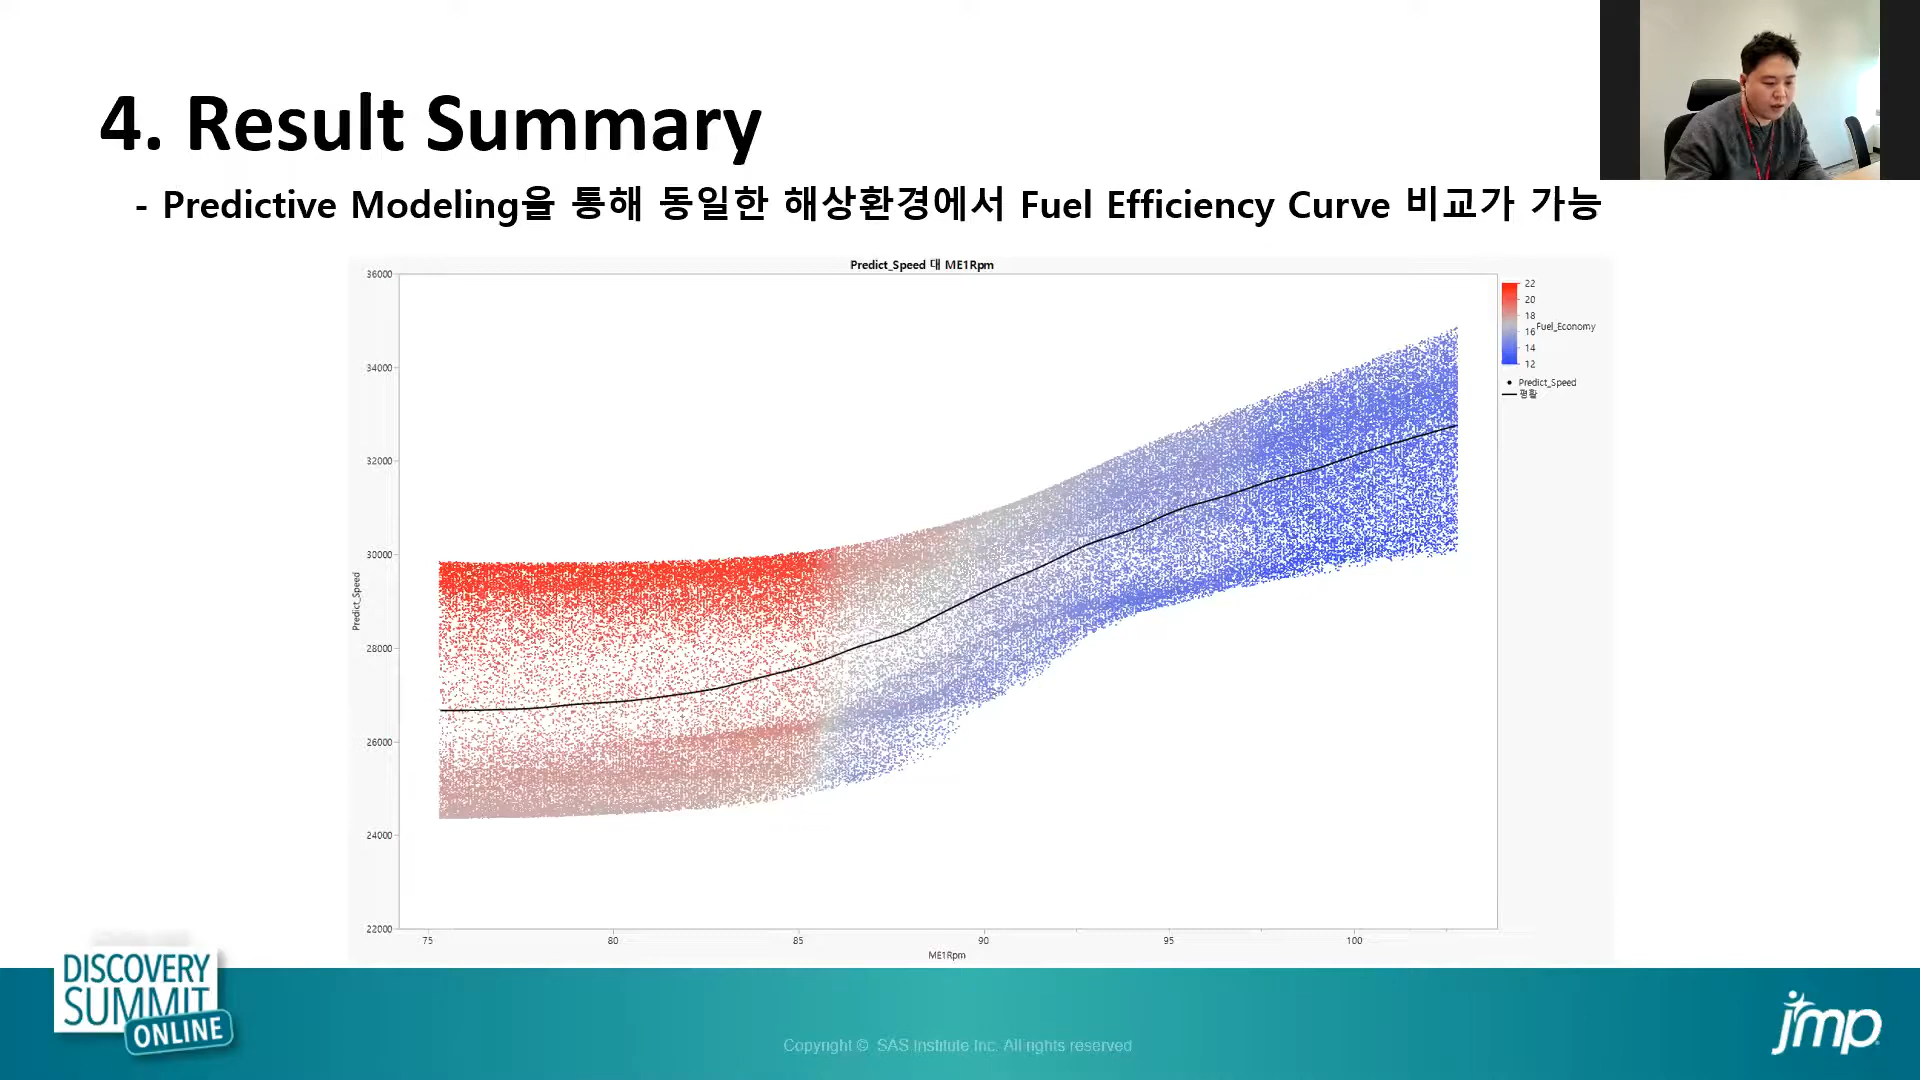 4. Result Summary
- Predictive Modeling을 통해 동일한 해상환경에서 Fuel Efficiency Curve 비교가 가능
Predict_Speed 대 ME1Rpm
36000
34000
32000
30000
28000
26000
24000
22000
Predict_Speed
75
80
85
90
95
100
ME1Rpm
22
20
18
16
14
12
Fuel_Economy
Predict_Speed
평활
DISCOVERY
SUMMIT
ONLINE
Copyright © SAS Institute Inc. All rights reserved
jmp